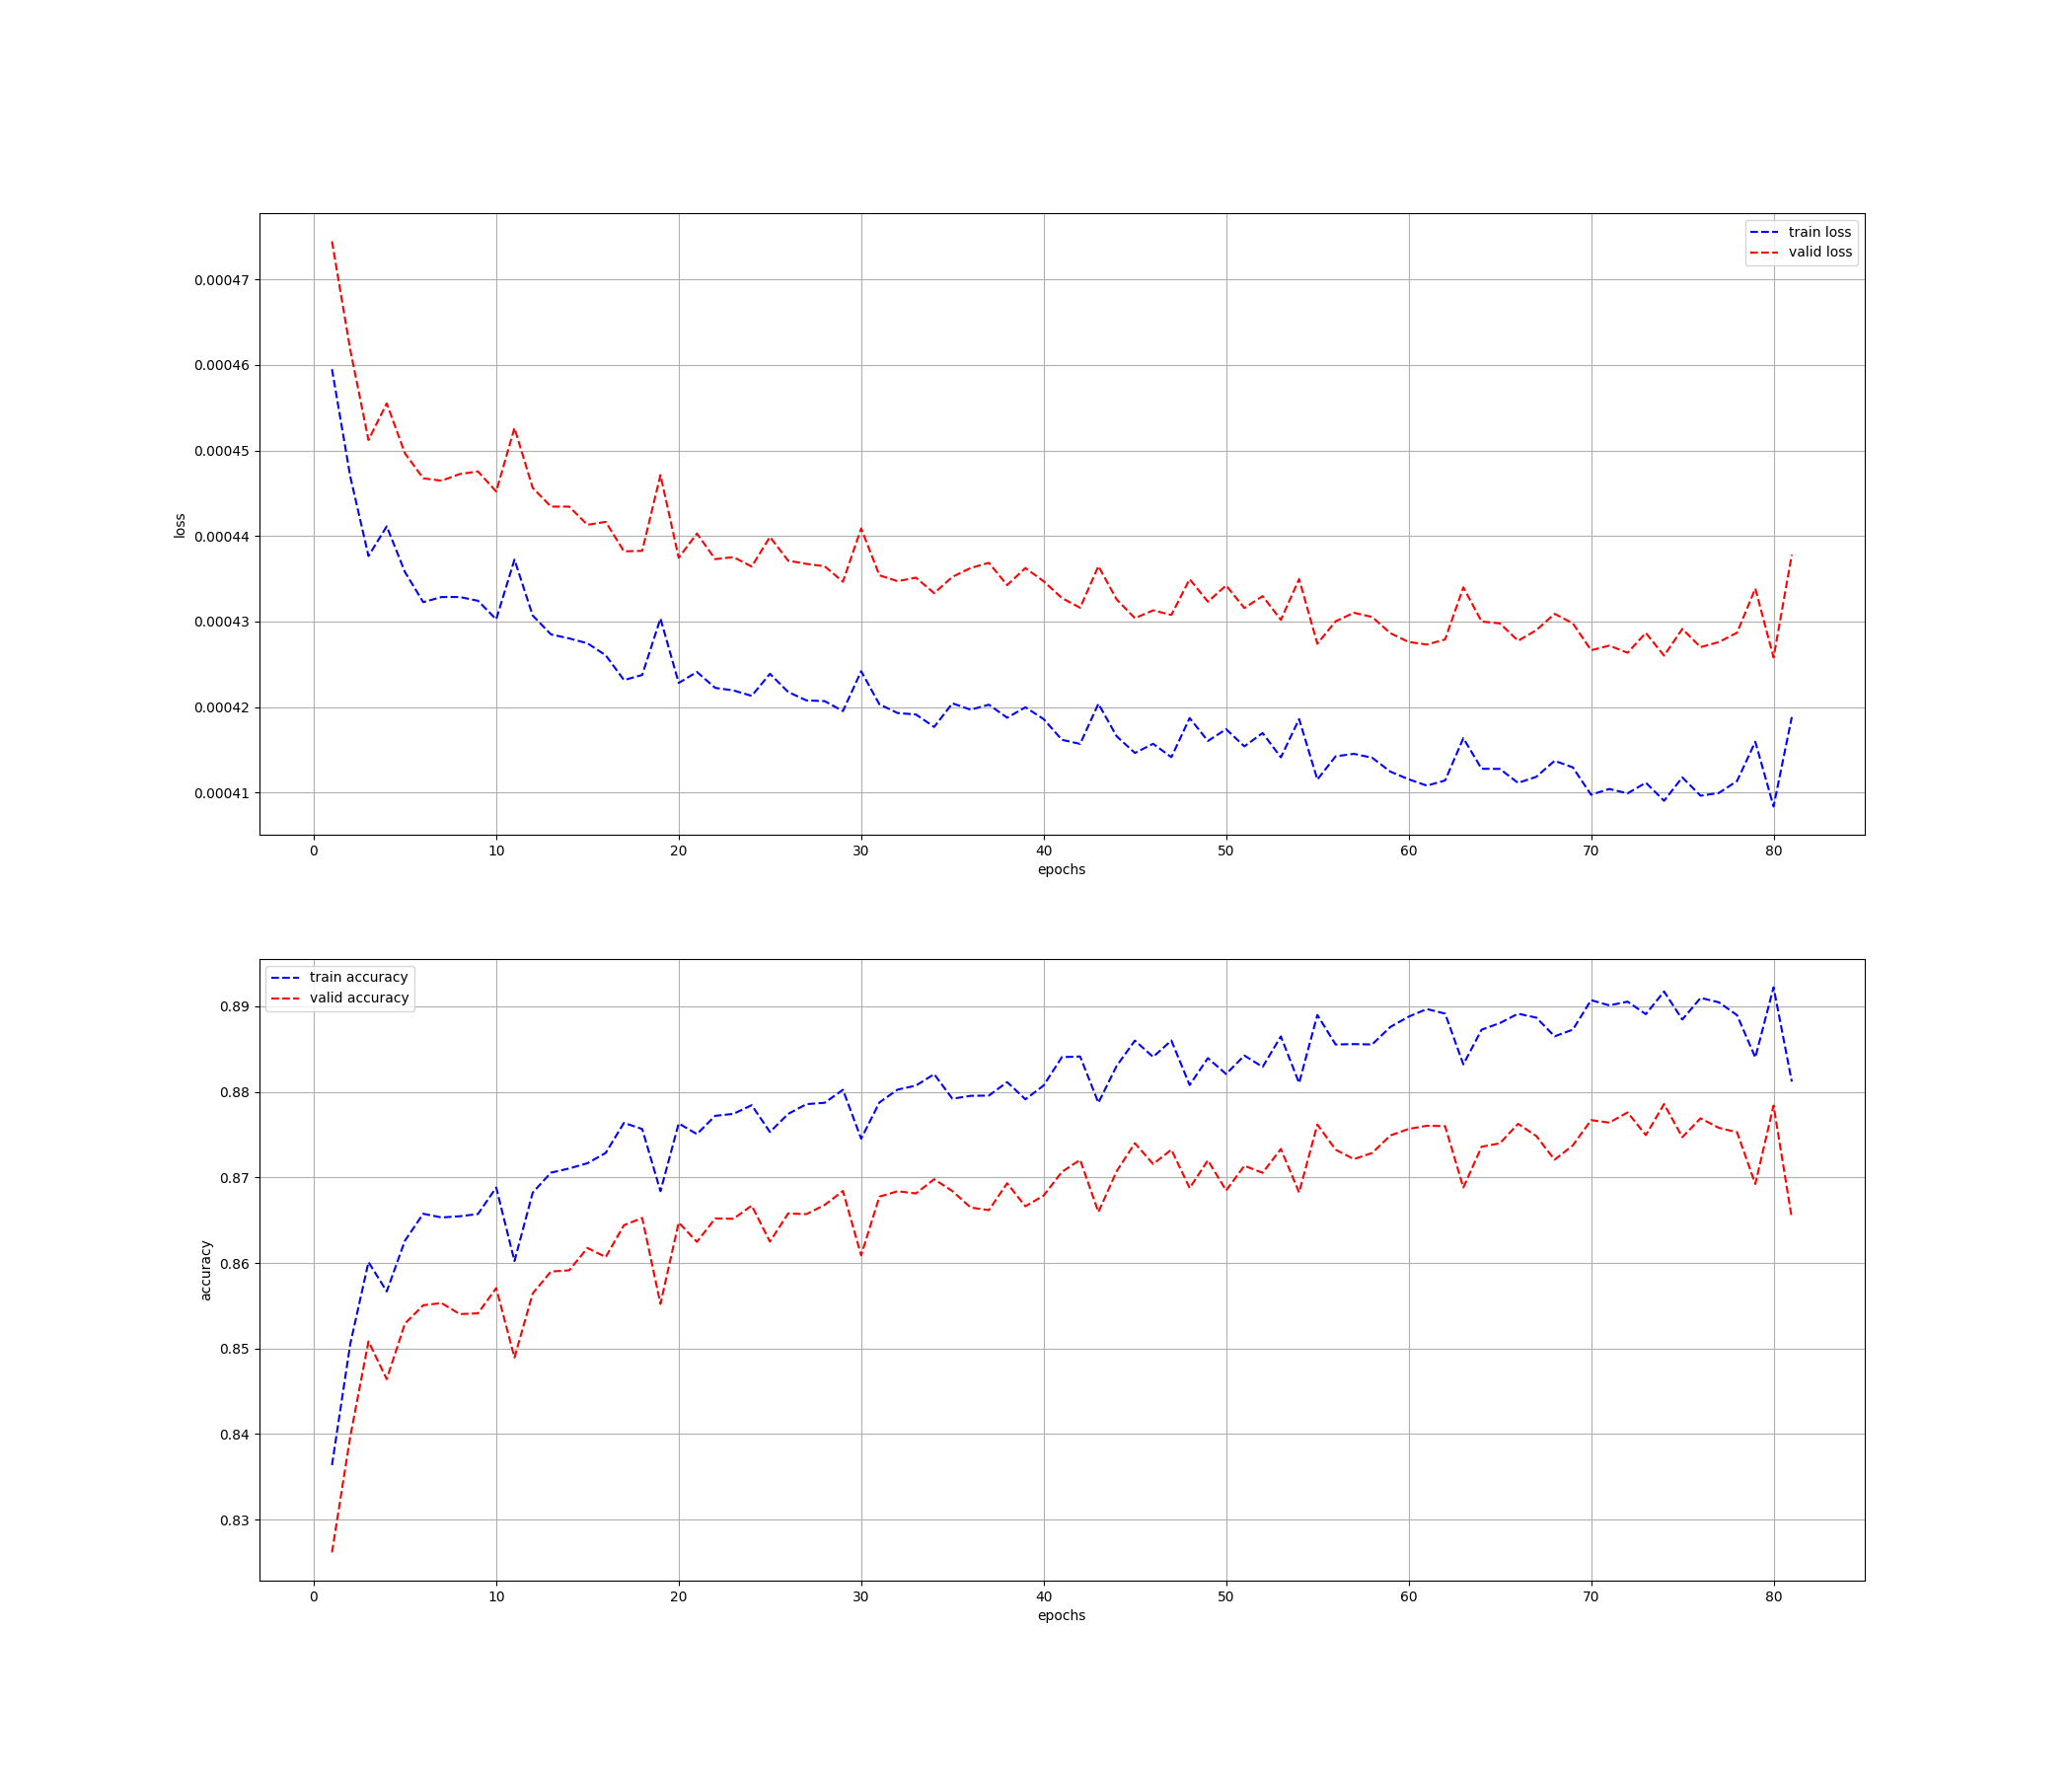 train loss
valid loss
0.00047
0.00046
0.00045
0.00044
0.00043
0.00042
0.00041
loss
0 10 20 30 40 50 60 70 80
epochs
train accuracy
valid accuracy
0.89
0.88
0.87
0.86
0.85
0.84
0.83
accuracy
0 10 20 30 40 50 60 70 80
epochs